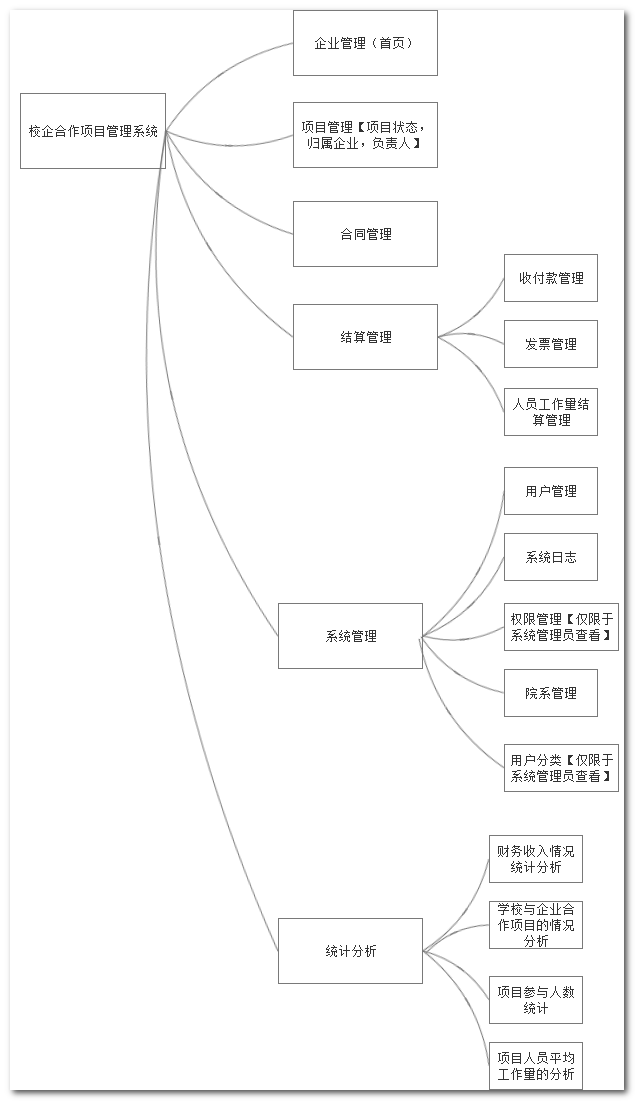 企业管理（首页）
校企合作项目管理系统
项目管理【项目状态，
归属企业，负责人】
合同管理
结算管理
收付款管理
发票管理
人员工作量结
算管理
用户管理
系统日志
系统管理
权限管理【仅限于
系统管理员查看】
院系管理
用户分类【仅限于
系统管理员查看】
统计分析
财务收入情况
统计分析
学校与企业合
作项目的情况
分析
项目参与人数
统计
项目人员平均
工作量的分析